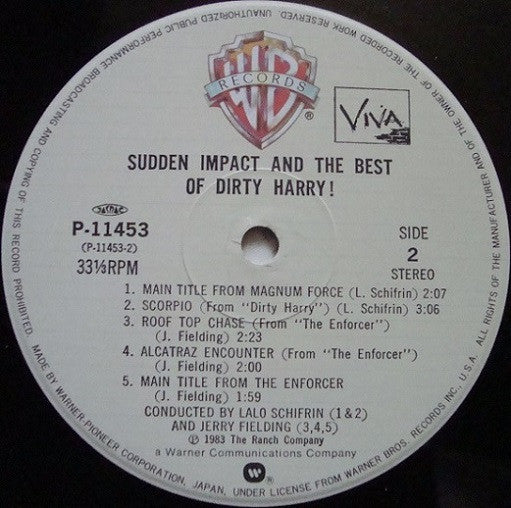 UNAUTHORIZED PUBLIC PERFORMANCE BROADCASTING AND COPYING OF THIS RECORD PROHIBITED. MADE BY WARNER-PIONEER CORPORATION, JAPAN, UNDER LICENSE FROM WARNER BROS. RECORDS INC., U.S.A. ALL RIGHTS OF THE MANUFACTURER AND OF THE OWNER OF THE RECORDED WORK RESERVED.
WB
RECORDS
®
VIVA
SUDDEN IMPACT AND THE BEST
OF DIRTY HARRY!
JASRAC
P-11453
(P-11453-2)
33⅓RPM
SIDE
2
STEREO
1. MAIN TITLE FROM MAGNUM FORCE (L. Schifrin) 2:07
2. SCORPIO (From "Dirty Harry") (L. Schifrin) 3:06
3. ROOF TOP CHASE (From "The Enforcer")
(J. Fielding) 2:23
4. ALCATRAZ ENCOUNTER (From "The Enforcer")
(J. Fielding) 2:00
5. MAIN TITLE FROM THE ENFORCER
(J. Fielding) 1:59
CONDUCTED BY LALO SCHIFRIN (1&2)
AND JERRY FIELDING (3,4,5)
℗ 1983 The Ranch Company
a Warner Communications Company
W
®